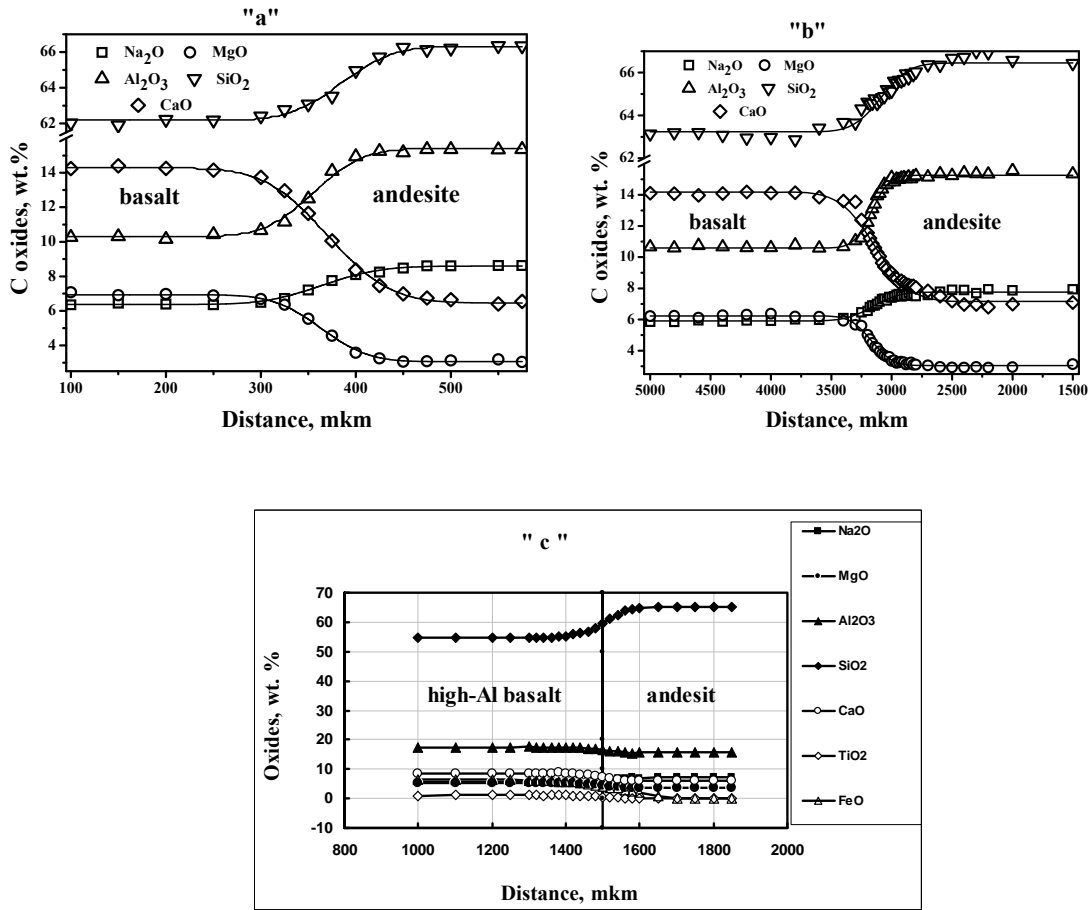 "a"
Na2O MgO
Al2O3 SiO2
CaO
66
64
62
14
12
10
8
6
4
basalt andesite
C oxides, wt.%
100 200 300 400 500
Distance, mkm
"b"
Na2O MgO
Al2O3 SiO2
CaO
66
64
62
14
12
10
8
6
4
basalt andesite
C oxides, wt.%
5000 4500 4000 3500 3000 2500 2000 1500
Distance, mkm
" c "
70
60
50
40
30
20
10
0
-10
high-Al basalt andesit
Oxides, wt. %
800 1000 1200 1400 1600 1800 2000
Distance, mkm
Na2O
MgO
Al2O3
SiO2
CaO
TiO2
FeO